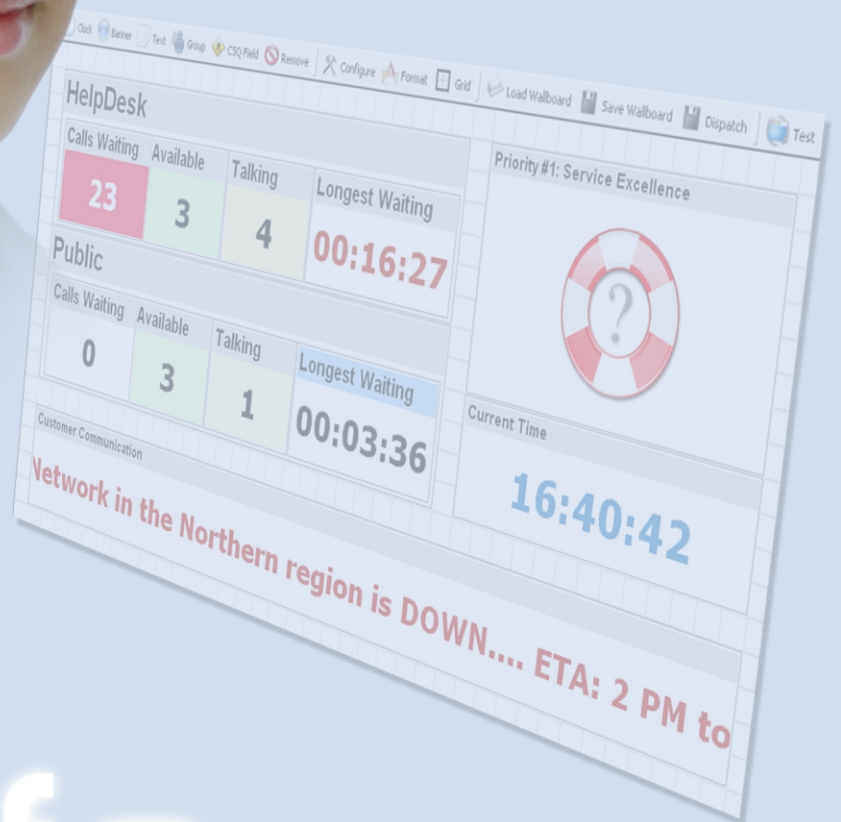 Clock Banner Text Group CSQ Field Remove Configure Format Grid Load Wallboard Save Wallboard Dispatch Test
HelpDesk
Calls Waiting Available Talking Longest Waiting
23 3 4 00:16:27
Public
Calls Waiting Available Talking Longest Waiting
0 3 1 00:03:36
Priority #1: Service Excellence
?
Current Time
16:40:42
Customer Communication
Network in the Northern region is DOWN.... ETA: 2 PM to